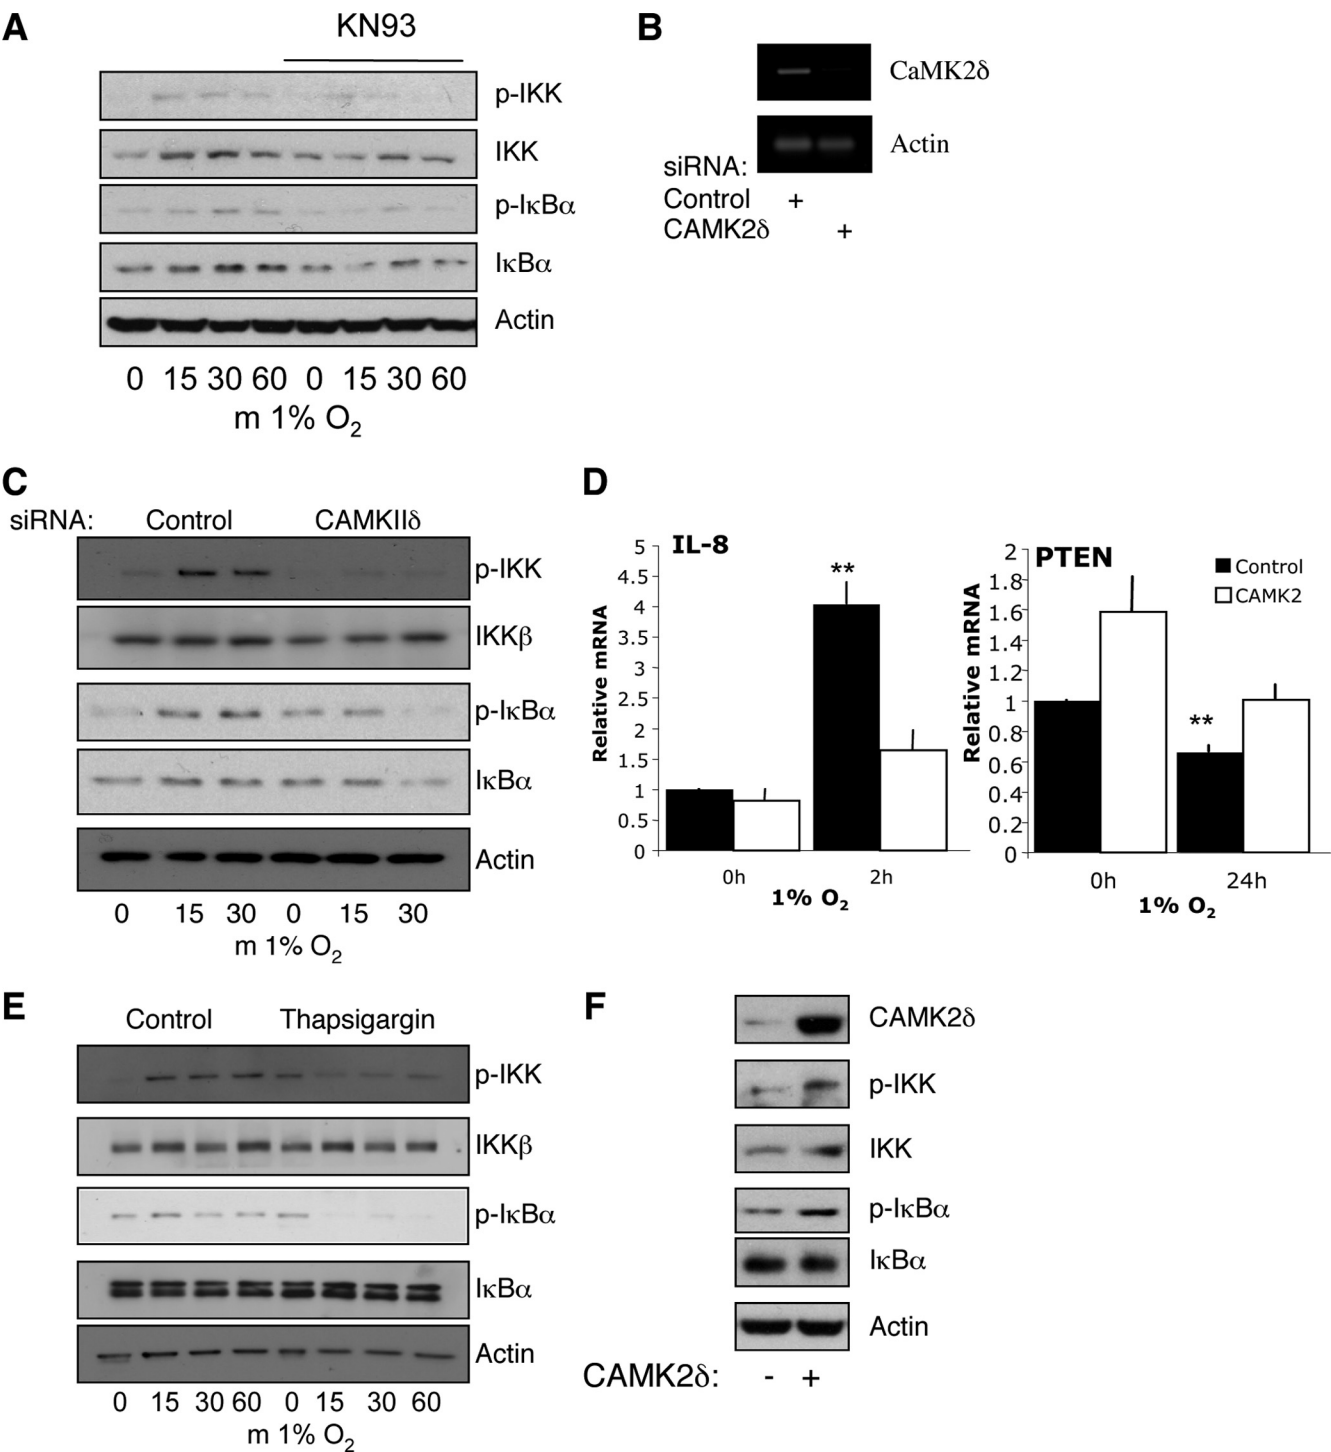 A
KN93
p-IKK
IKK
p-IκBα
IκBα
Actin
0 15 30 60 0 15 30 60
m 1% O2
B
CaMK2δ
Actin
siRNA:
Control +
CAMK2δ +
C
siRNA: Control CAMKIIδ
p-IKK
IKKβ
p-IκBα
IκBα
Actin
0 15 30 0 15 30
m 1% O2
D
IL-8
**
Relative mRNA
5
4.5
4
3.5
3
2.5
2
1.5
1
0.5
0
0h 2h
1% O2
PTEN
Control
CAMK2
**
Relative mRNA
2
1.8
1.6
1.4
1.2
1
0.8
0.6
0.4
0.2
0
0h 24h
1% O2
E
Control Thapsigargin
p-IKK
IKKβ
p-IκBα
IκBα
Actin
0 15 30 60 0 15 30 60
m 1% O2
F
CAMK2δ
p-IKK
IKK
p-IκBα
IκBα
Actin
CAMK2δ: - +